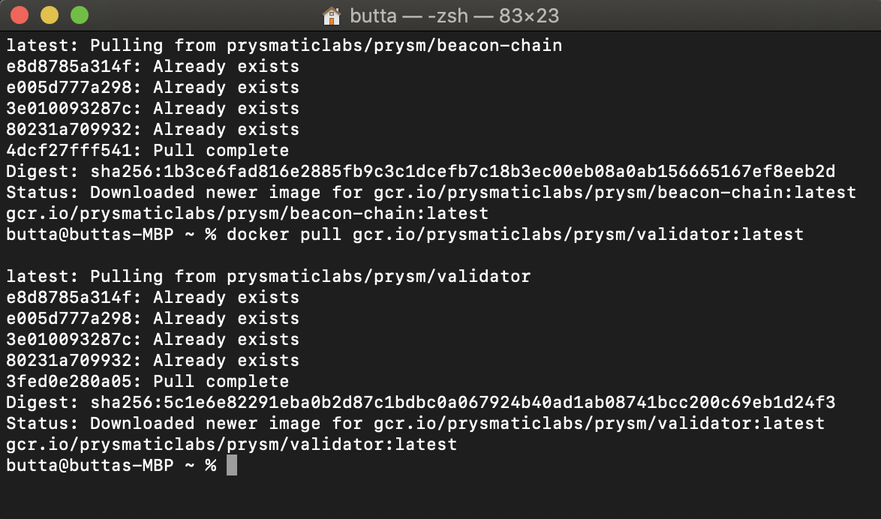 butta — -zsh — 83×23
latest: Pulling from prysmaticlabs/prysm/beacon-chain
e8d8785a314f: Already exists
e005d777a298: Already exists
3e010093287c: Already exists
80231a709932: Already exists
4dcf27fff541: Pull complete
Digest: sha256:1b3ce6fad816e2885fb9c3c1dcefb7c18b3ec00eb08a0ab156665167ef8eeb2d
Status: Downloaded newer image for gcr.io/prysmaticlabs/prysm/beacon-chain:latest
gcr.io/prysmaticlabs/prysm/beacon-chain:latest
butta@buttas-MBP ~ % docker pull gcr.io/prysmaticlabs/prysm/validator:latest
latest: Pulling from prysmaticlabs/prysm/validator
e8d8785a314f: Already exists
e005d777a298: Already exists
3e010093287c: Already exists
80231a709932: Already exists
3fed0e280a05: Pull complete
Digest: sha256:5c1e6e82291eba0b2d87c1bdbc0a067924b40ad1ab08741bcc200c69eb1d24f3
Status: Downloaded newer image for gcr.io/prysmaticlabs/prysm/validator:latest
gcr.io/prysmaticlabs/prysm/validator:latest
butta@buttas-MBP ~ %